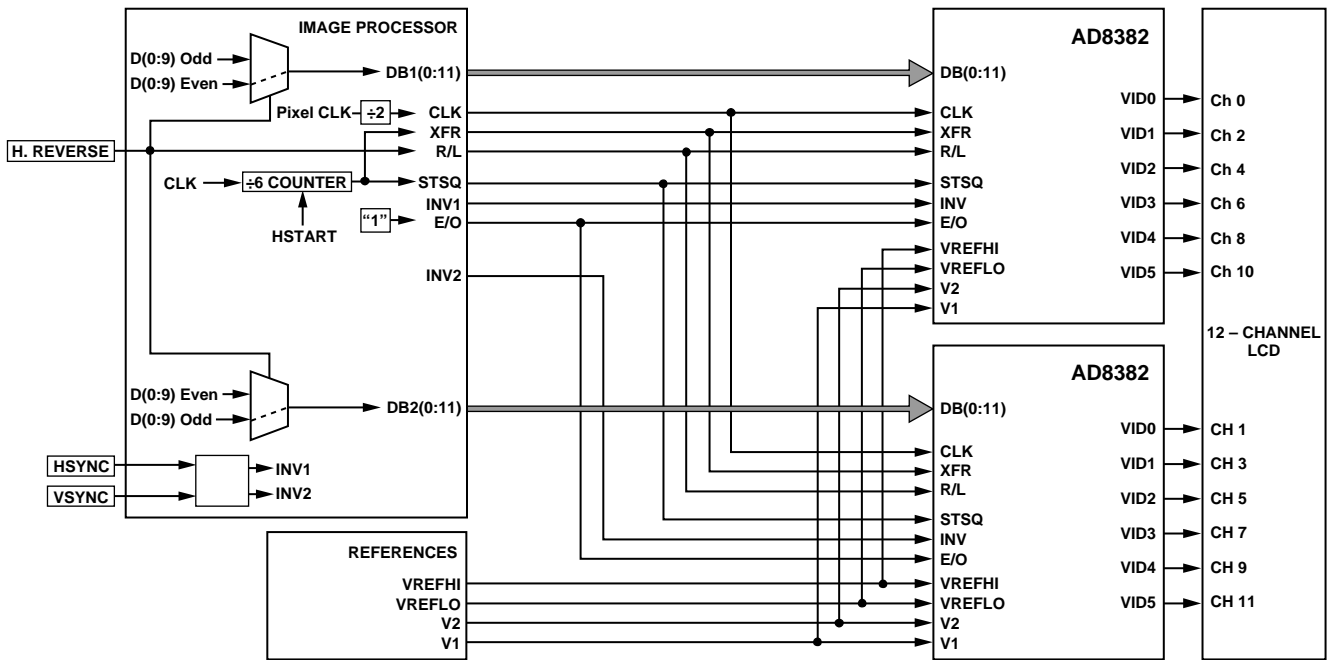 IMAGE PROCESSOR
D(0:9) Odd
D(0:9) Even
DB1(0:11)
Pixel CLK
÷2
CLK
XFR
H. REVERSE
R/L
CLK
÷6 COUNTER
STSQ
INV1
"1"
E/O
HSTART
INV2
D(0:9) Even
D(0:9) Odd
DB2(0:11)
HSYNC
INV1
VSYNC
INV2
REFERENCES
VREFHI
VREFLO
V2
V1
AD8382
DB(0:11)
CLK
XFR
R/L
STSQ
INV
E/O
VREFHI
VREFLO
V2
V1
VID0
VID1
VID2
VID3
VID4
VID5
AD8382
DB(0:11)
CLK
XFR
R/L
STSQ
INV
E/O
VREFHI
VREFLO
V2
V1
VID0
VID1
VID2
VID3
VID4
VID5
Ch 0
Ch 2
Ch 4
Ch 6
Ch 8
Ch 10
12 – CHANNEL
LCD
CH 1
CH 3
CH 5
CH 7
CH 9
CH 11